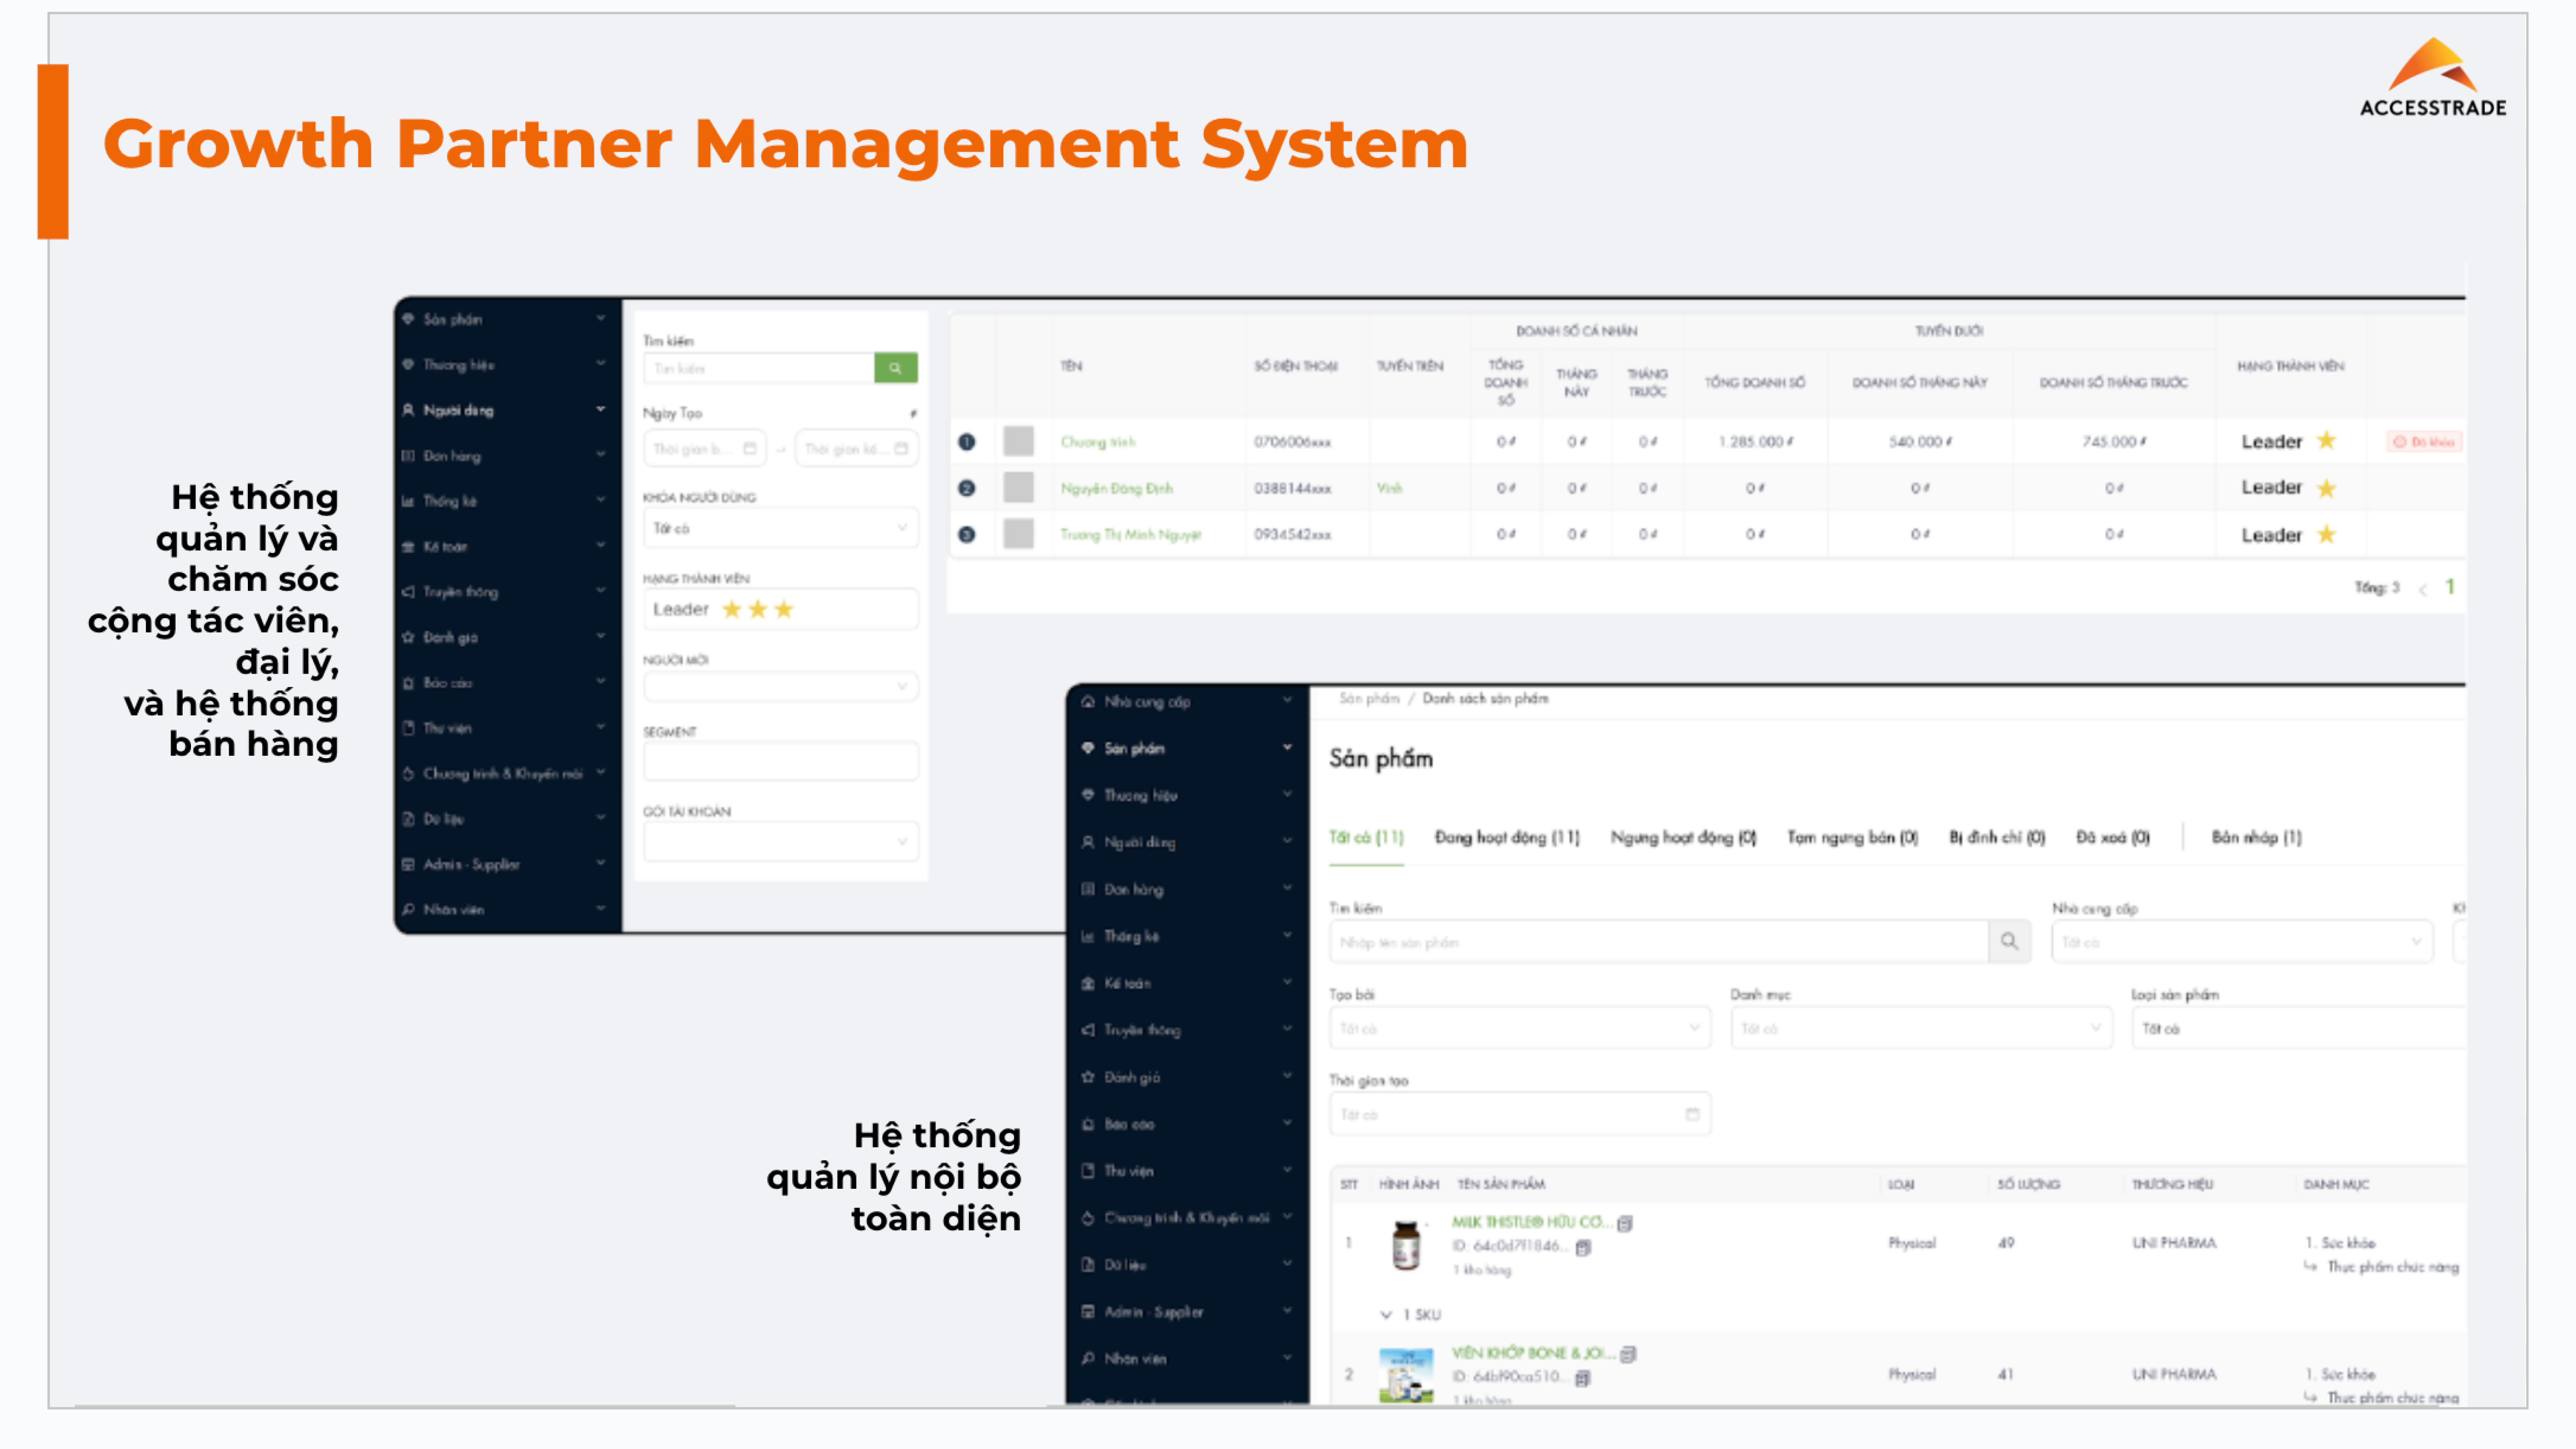 ACCESSTRADE
Growth Partner Management System
Hệ thống
quản lý và
chăm sóc
cộng tác viên,
đại lý,
và hệ thống
bán hàng
Sản phẩm
Thương hiệu
Người dùng
Đơn hàng
Thống kê
Kế toán
Truyền thông
Đánh giá
Báo cáo
Thư viện
Chương trình & Khuyến mãi
Dữ liệu
Admin - Supplier
Nhân viên
Tìm kiếm
Tìm kiếm
Ngày Tạo
Thời gian b... → Thời gian kế...
KHÓA NGƯỜI DÙNG
Tất cả
HẠNG THÀNH VIÊN
Leader
NGƯỜI MỚI
SEGMENT
GÓI TÀI KHOẢN
DOANH SỐ CÁ NHÂN TUYẾN DƯỚI
TÊN SỐ ĐIỆN THOẠI TUYẾN TRÊN TỔNG DOANH SỐ THÁNG NÀY THÁNG TRƯỚC TỔNG DOANH SỐ DOANH SỐ THÁNG NÀY DOANH SỐ THÁNG TRƯỚC HẠNG THÀNH VIÊN
1 Chương trình 0706006xxx 0 ₫ 0 ₫ 0 ₫ 1.285.000 ₫ 540.000 ₫ 745.000 ₫ Leader Đã khóa
2 Nguyễn Đăng Định 0388144xxx Vinh 0 ₫ 0 ₫ 0 ₫ 0 ₫ 0 ₫ 0 ₫ Leader
3 Trương Thị Minh Nguyệt 0934542xxx 0 ₫ 0 ₫ 0 ₫ 0 ₫ 0 ₫ 0 ₫ Leader
Tổng: 3 < 1
Hệ thống
quản lý nội bộ
toàn diện
Nhà cung cấp
Sản phẩm
Thương hiệu
Người dùng
Đơn hàng
Thống kê
Kế toán
Truyền thông
Đánh giá
Báo cáo
Thư viện
Chương trình & Khuyến mãi
Dữ liệu
Admin - Supplier
Nhân viên
Sản phẩm / Danh sách sản phẩm
Sản phẩm
Tất cả (11) Đang hoạt động (11) Ngưng hoạt động (0) Tạm ngưng bán (0) Bị đình chỉ (0) Đã xoá (0) Bản nháp (1)
Tìm kiếm Nhà cung cấp
Nhập tên sản phẩm Tất cả
Tạo bởi Danh mục Loại sản phẩm
Tất cả Tất cả Tất cả
Thời gian tạo
Tất cả
STT HÌNH ẢNH TÊN SẢN PHẨM LOẠI SỐ LƯỢNG THƯƠNG HIỆU DANH MỤC
MILK THISTLE® HỮU CƠ...
1 ID: 64c0d7f1846... Physical 49 UNI PHARMA 1. Sức khỏe
1 kho hàng Thực phẩm chức năng
1 SKU
VIÊN KHỚP BONE & JOI...
2 ID: 64bf90ca510... Physical 41 UNI PHARMA 1. Sức khỏe
1 kho hàng Thực phẩm chức năng